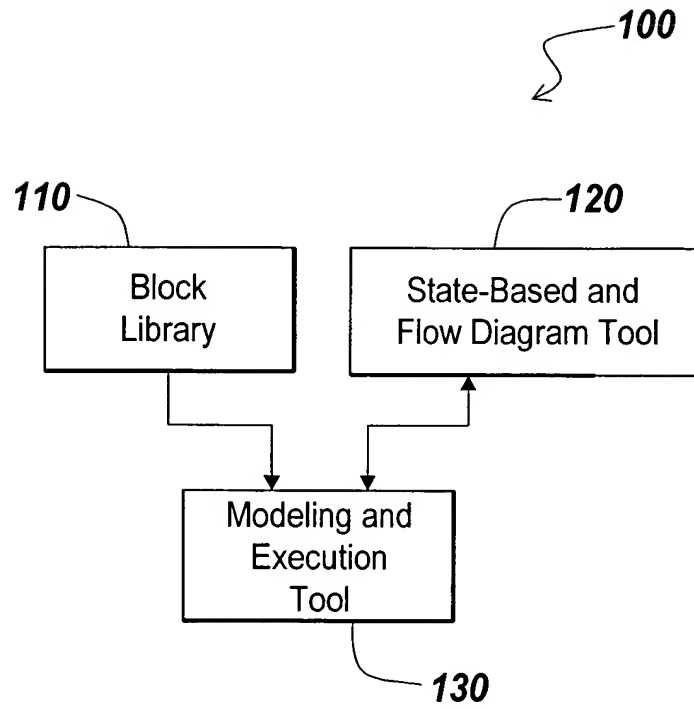 100
110
120
Block
Library
State-Based and
Flow Diagram Tool
Modeling and
Execution
Tool
130